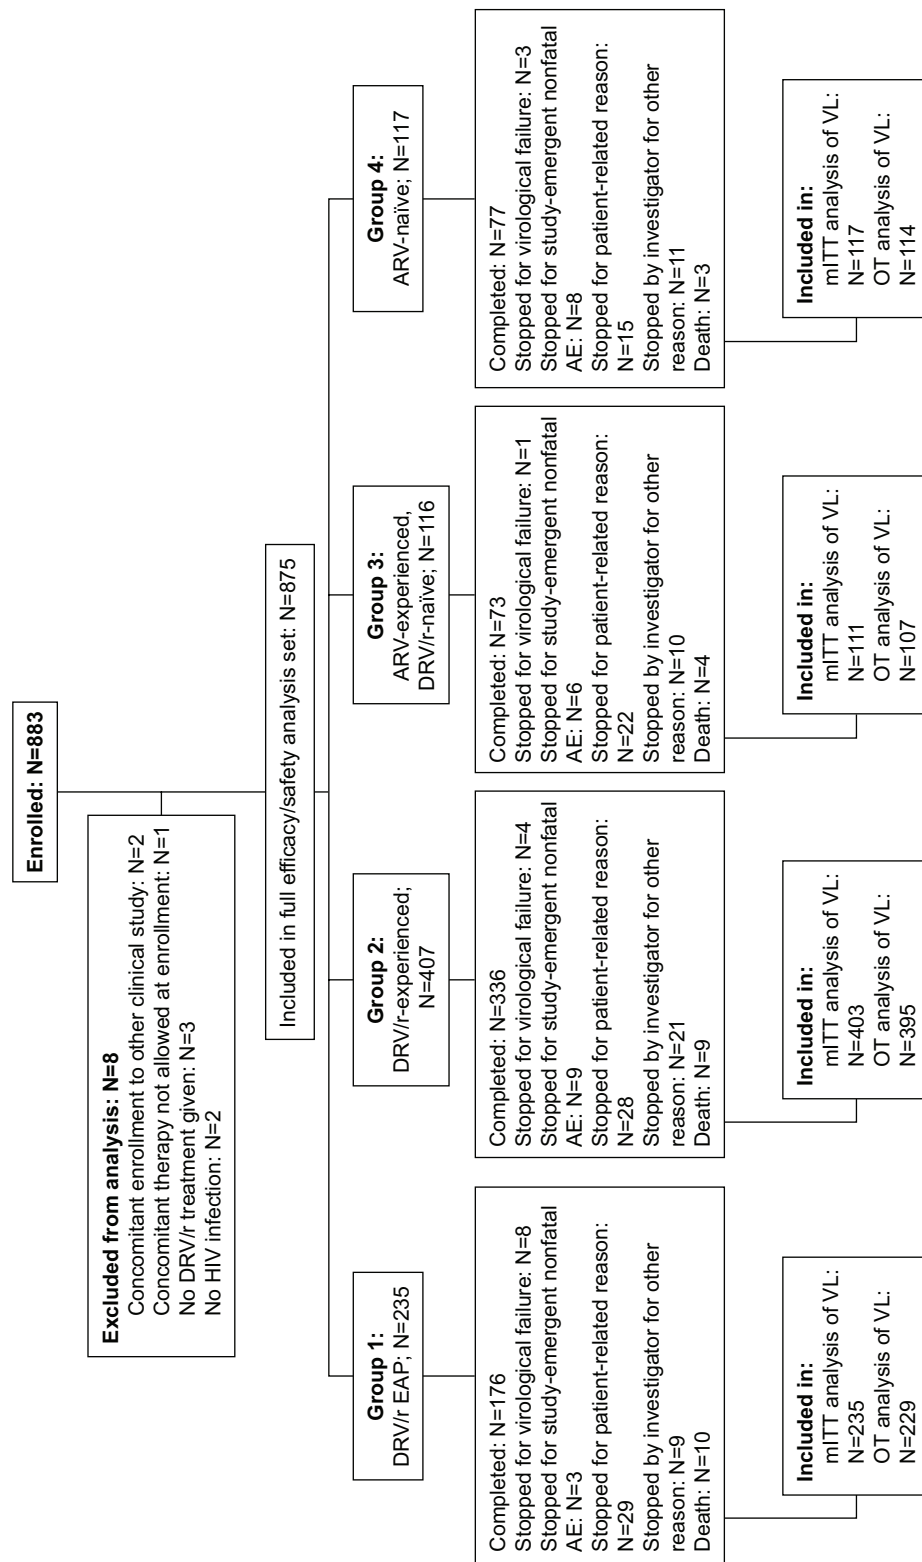 Enrolled: N=883
Excluded from analysis: N=8
Concomitant enrollment to other clinical study: N=2
Concomitant therapy not allowed at enrollment: N=1
No DRV/r treatment given: N=3
No HIV infection: N=2
Included in full efficacy/safety analysis set: N=875
Group 1:
DRV/r EAP; N=235
Completed: N=176
Stopped for virological failure: N=8
Stopped for study-emergent nonfatal
AE: N=3
Stopped for patient-related reason:
N=29
Stopped by investigator for other
reason: N=9
Death: N=10
Included in:
mITT analysis of VL:
N=235
OT analysis of VL:
N=229
Group 2:
DRV/r-experienced;
N=407
Completed: N=336
Stopped for virological failure: N=4
Stopped for study-emergent nonfatal
AE: N=9
Stopped for patient-related reason:
N=28
Stopped by investigator for other
reason: N=21
Death: N=9
Included in:
mITT analysis of VL:
N=403
OT analysis of VL:
N=395
Group 3:
ARV-experienced,
DRV/r-naïve; N=116
Completed: N=73
Stopped for virological failure: N=1
Stopped for study-emergent nonfatal
AE: N=6
Stopped for patient-related reason:
N=22
Stopped by investigator for other
reason: N=10
Death: N=4
Included in:
mITT analysis of VL:
N=111
OT analysis of VL:
N=107
Group 4:
ARV-naïve; N=117
Completed: N=77
Stopped for virological failure: N=3
Stopped for study-emergent nonfatal
AE: N=8
Stopped for patient-related reason:
N=15
Stopped by investigator for other
reason: N=11
Death: N=3
Included in:
mITT analysis of VL:
N=117
OT analysis of VL:
N=114